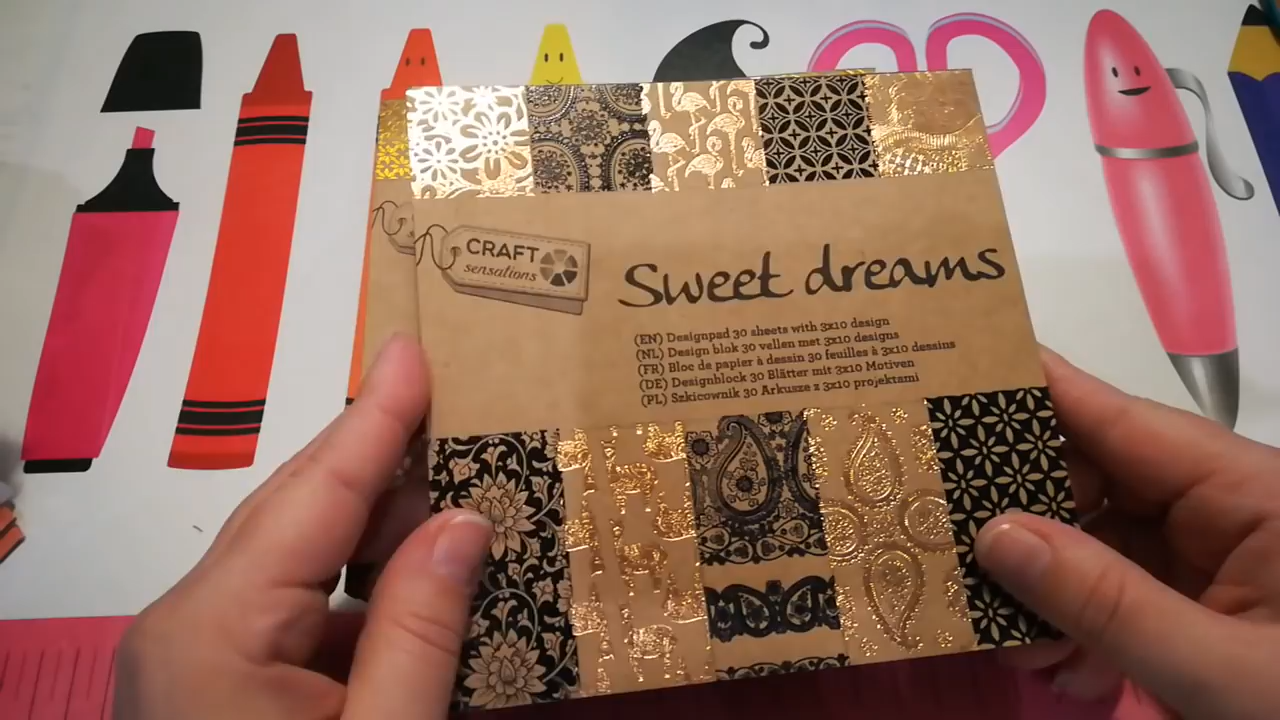 CRAFT
sensations
Sweet dreams
(EN) Designpad 30 sheets with 3x10 design
(NL) Design blok 30 vellen met 3x10 designs
(FR) Bloc de papier à dessin 30 feuilles à 3x10 dessins
(DE) Designblock 30 Blätter mit 3x10 Motiven
(PL) Szkicownik 30 Arkusze z 3x10 projektami